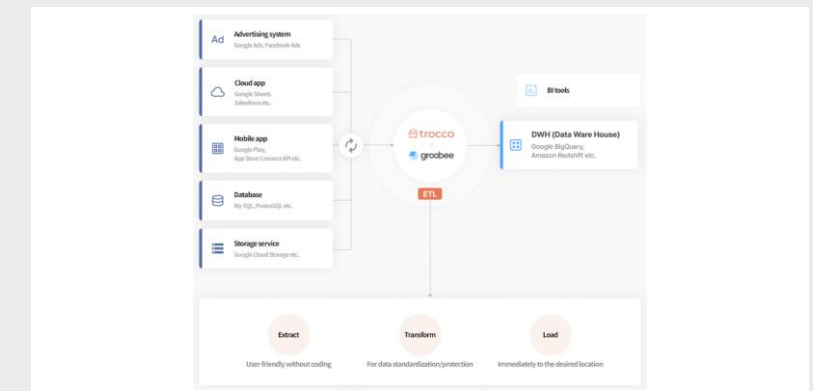 Ad
Advertising system
Google Ads, Facebook Ads
Cloud app
Google Sheets
Salesforce etc.
Mobile app
Google Play,
App Store Connect API etc.
Database
My SQL, PostreSQL etc.
Storage service
Google Cloud Storage etc.
trocco
groobee
ETL
BI tools
DWH (Data Ware House)
Google BigQuery,
Amazon Redshift etc.
Extract
User-friendly without coding
Transform
For data standardization/protection
Load
Immediately to the desired location